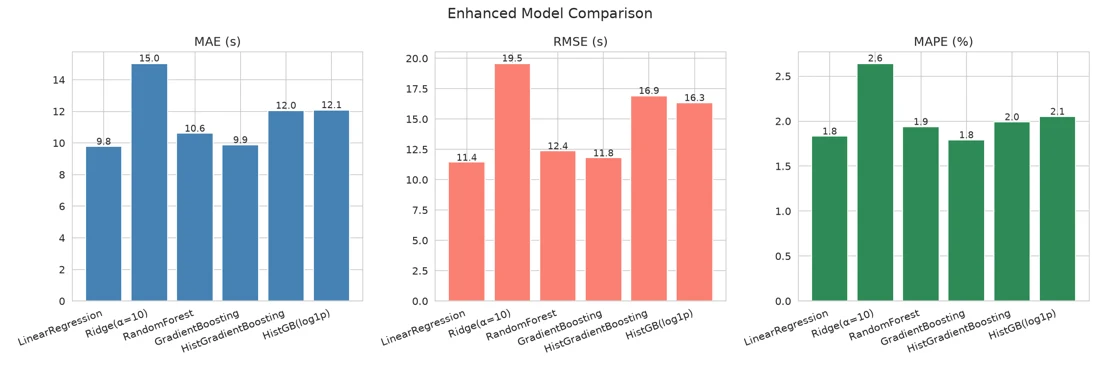 Enhanced Model Comparison
MAE (s)
14
12
10
8
6
4
2
0
9.8
15.0
10.6
9.9
12.0
12.1
LinearRegression
Ridge(α=10)
RandomForest
GradientBoosting
HistGradientBoosting
HistGB(log1p)
RMSE (s)
20.0
17.5
15.0
12.5
10.0
7.5
5.0
2.5
0.0
11.4
19.5
12.4
11.8
16.9
16.3
LinearRegression
Ridge(α=10)
RandomForest
GradientBoosting
HistGradientBoosting
HistGB(log1p)
MAPE (%)
2.5
2.0
1.5
1.0
0.5
0.0
1.8
2.6
1.9
1.8
2.0
2.1
LinearRegression
Ridge(α=10)
RandomForest
GradientBoosting
HistGradientBoosting
HistGB(log1p)